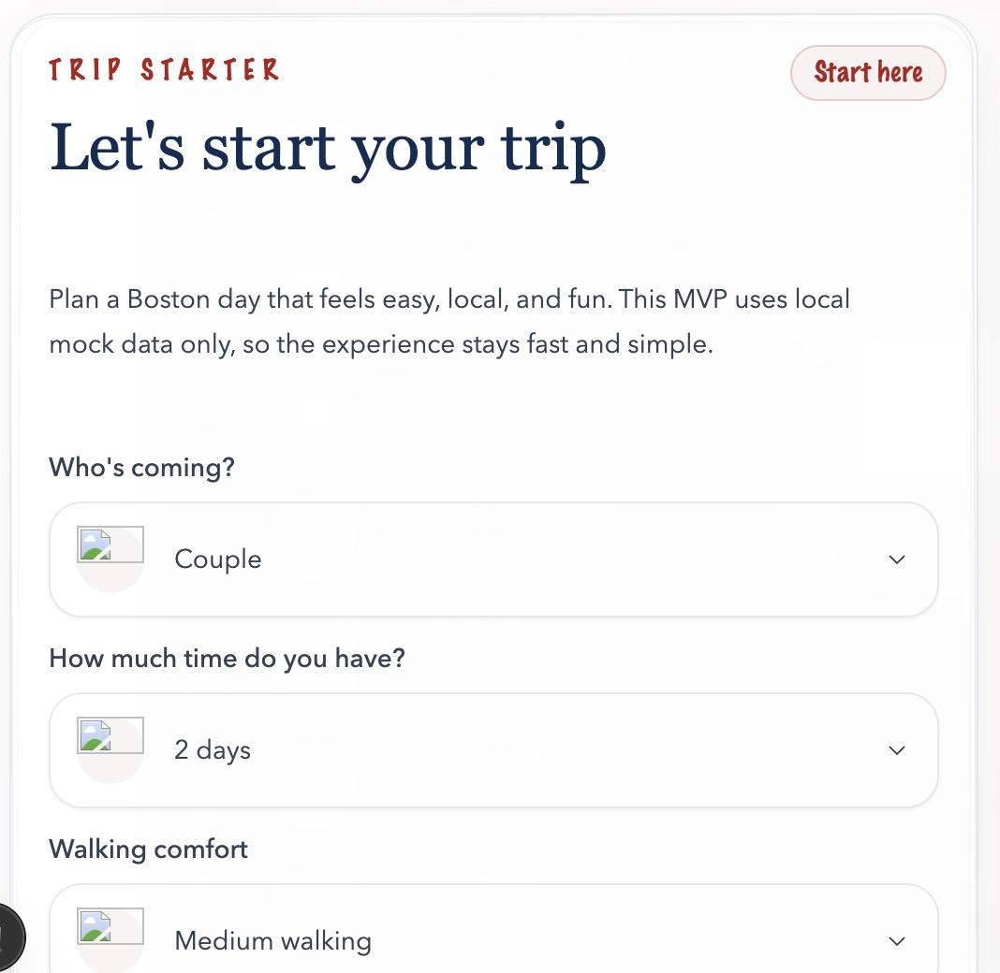 TRIP STARTER
Start here
Let's start your trip
Plan a Boston day that feels easy, local, and fun. This MVP uses local
mock data only, so the experience stays fast and simple.
Who's coming?
Couple
How much time do you have?
2 days
Walking comfort
Medium walking